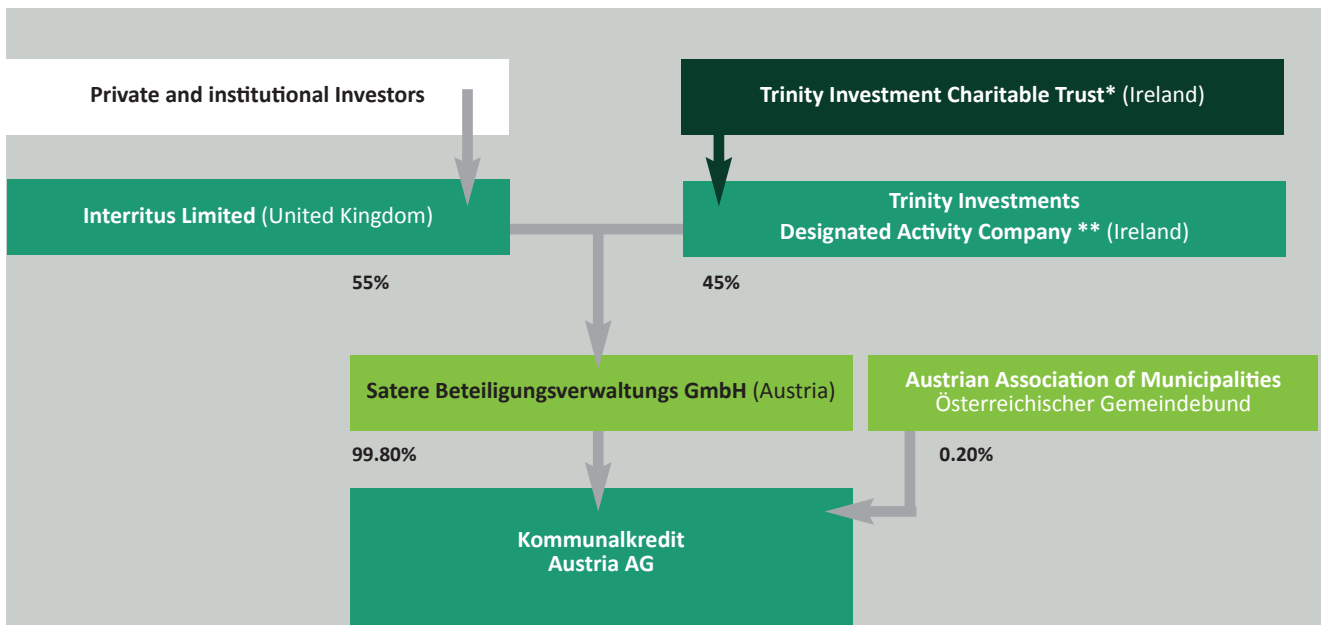 Private and institutional Investors
Trinity Investment Charitable Trust* (Ireland)
Interritus Limited (United Kingdom)
Trinity Investments
Designated Activity Company ** (Ireland)
55%
45%
Satere Beteiligungsverwaltungs GmbH (Austria)
Austrian Association of Municipalities
Österreichischer Gemeindebund
99.80%
0.20%
Kommunalkredit
Austria AG